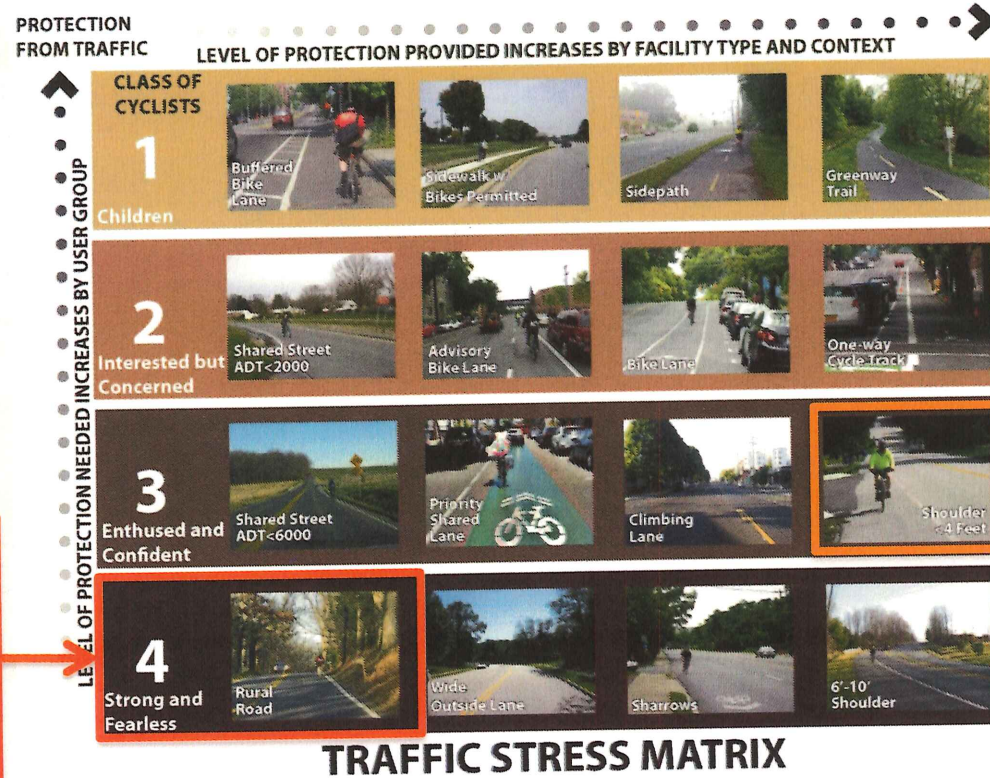 PROTECTION
FROM TRAFFIC
LEVEL OF PROTECTION PROVIDED INCREASES BY FACILITY TYPE AND CONTEXT
LEVEL OF PROTECTION NEEDED INCREASES BY USER GROUP
CLASS OF
CYCLISTS
1
Children
Buffered
Bike
Lane
Sidewalk w/
Bikes Permitted
Sidepath
Greenway
Trail
2
Interested but
Concerned
Shared Street
ADT<2000
Advisory
Bike Lane
Bike Lane
One-way
Cycle Track
3
Enthused and
Confident
Shared Street
ADT<6000
Priority
Shared
Lane
Climbing
Lane
Shoulder
<4 Feet
4
Strong and
Fearless
Rural
Road
Wide
Outside Lane
Sharrows
6'-10'
Shoulder
TRAFFIC STRESS MATRIX